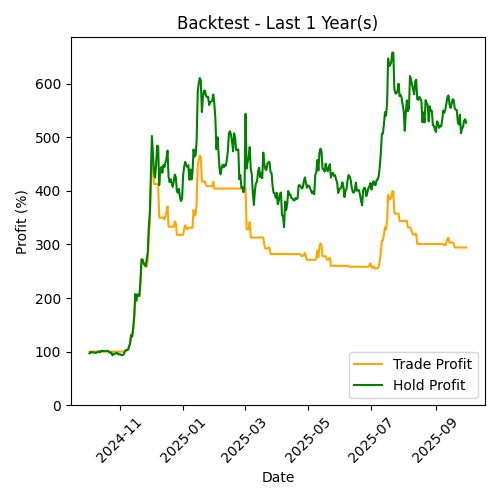 Backtest - Last 1 Year(s)
Profit (%)
600
500
400
300
200
100
0
2024-11
2025-01
2025-03
2025-05
2025-07
2025-09
Date
Trade Profit
Hold Profit